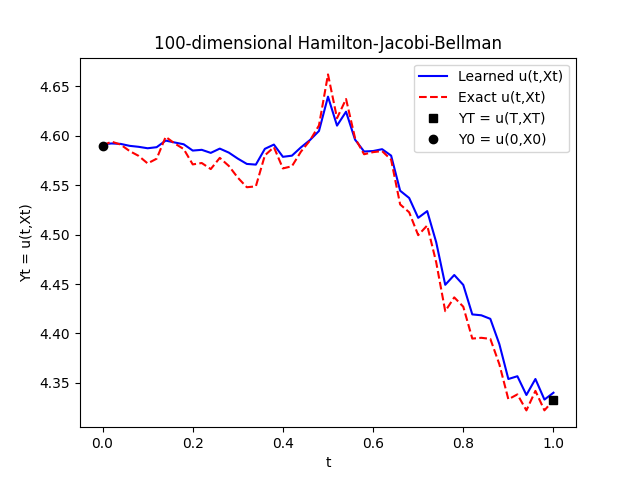 100-dimensional Hamilton-Jacobi-Bellman
Learned u(t,Xt)
Exact u(t,Xt)
YT = u(T,XT)
Y0 = u(0,X0)
Yt = u(t,Xt)
4.65
4.60
4.55
4.50
4.45
4.40
4.35
0.0 0.2 0.4 0.6 0.8 1.0
t